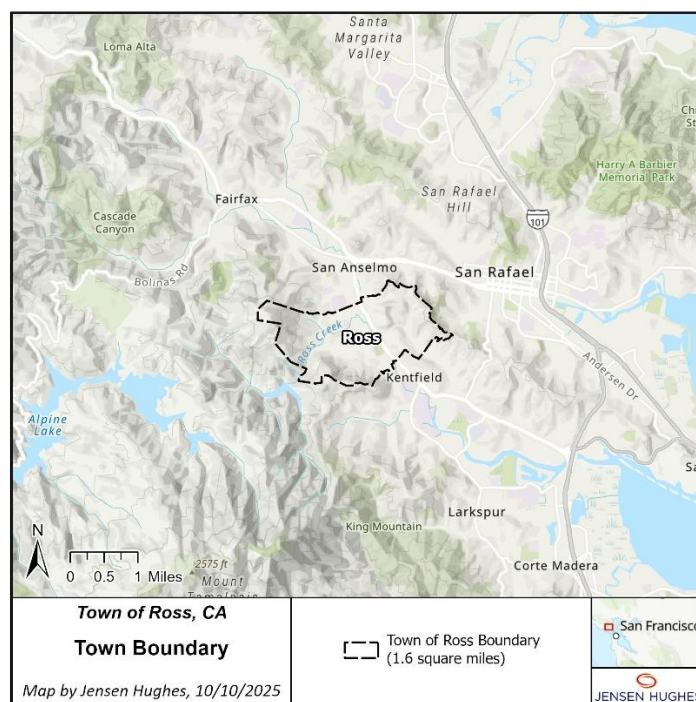 Santa
Margarita
Valley
Loma Alta
Harry A Barbier
Memorial Park
San Rafael
Hill
Fairfax
101
Cascade
Canyon
Bolinas Rd
San Anselmo
San Rafael
Ross Creek
Ross
Kentfield
Andersen Dr
Alpine
Lake
Larkspur
King Mountain
N
0 0.5 1 Miles
2575 ft
Mount
Corte Madera
Town of Ross, CA
Town Boundary
Map by Jensen Hughes, 10/10/2025
Town of Ross Boundary
(1.6 square miles)
San Francisco
JENSEN HUGHES